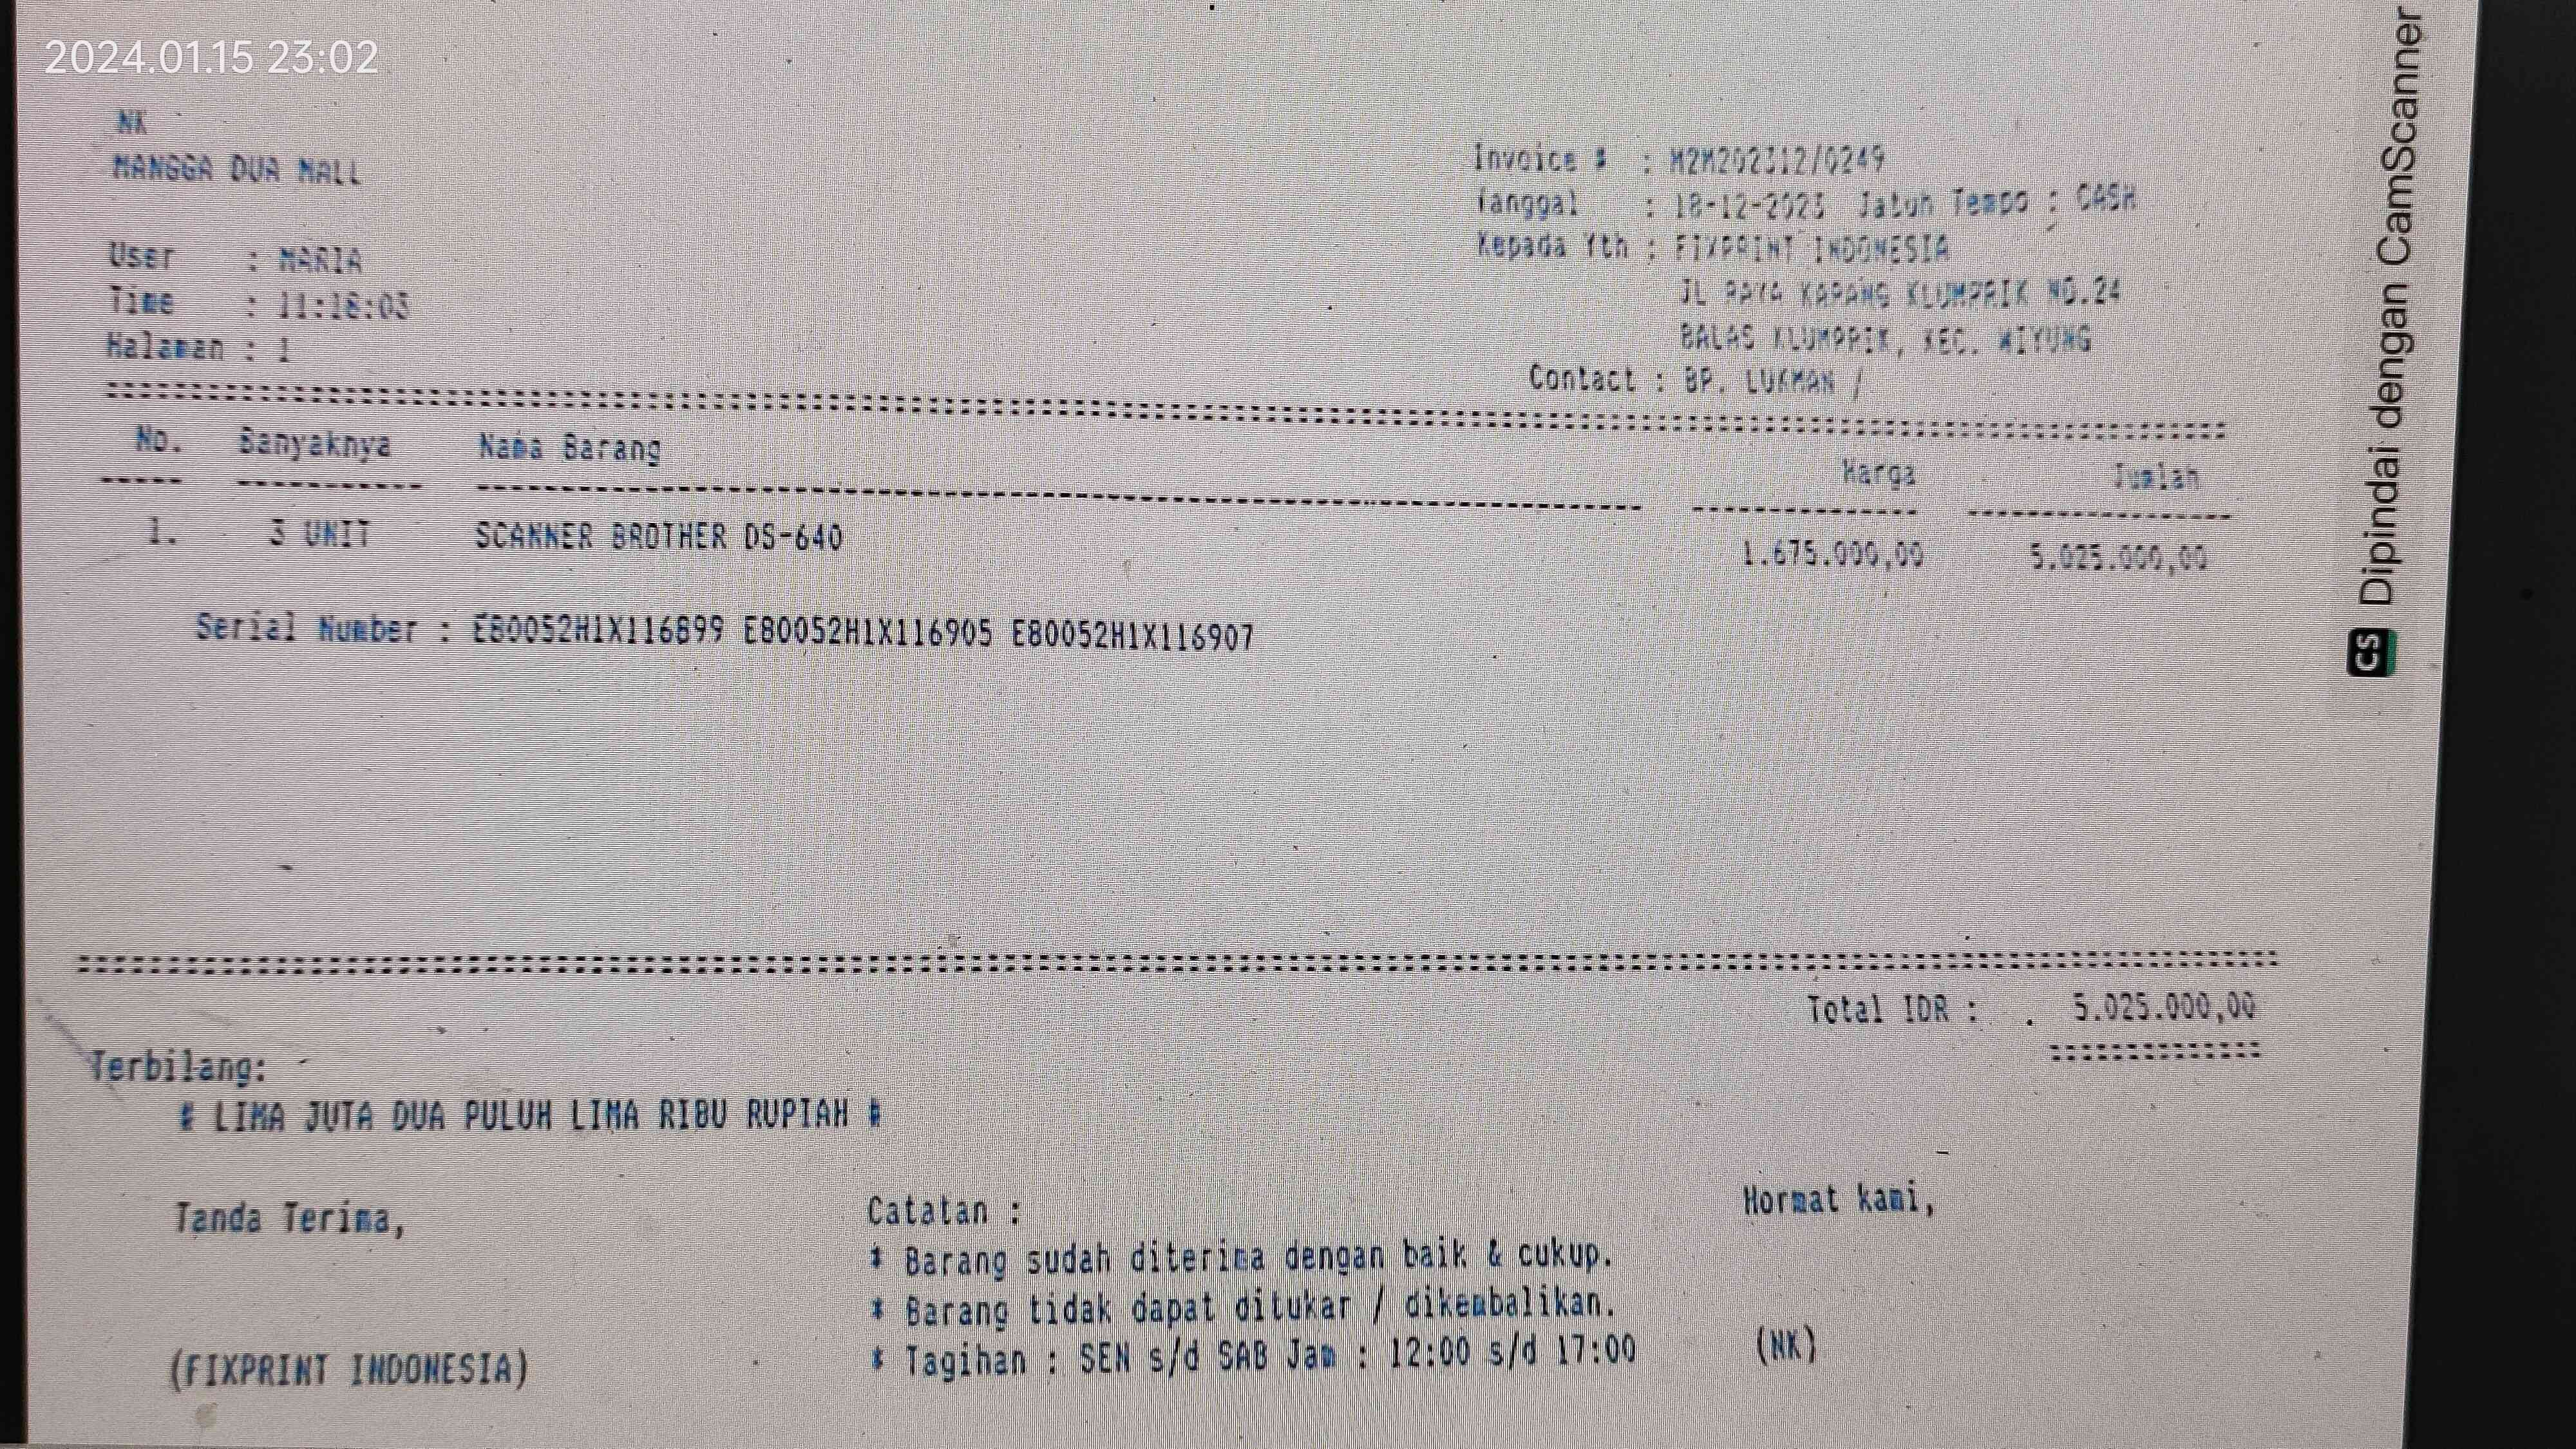 2024.01.15 23:02
NK
MANGGA DUA MALL
User : MARIA
Time : 11:18:03
Halaman : 1
Invoice # : M2M202312/0249
Tanggal : 18-12-2023 Jatuh Tempo : CASH
Kepada Yth : FIXPRINT INDONESIA
JL RAYA KARANG KLUMPRIK NO.24
BALAS KLUMPRIK, KEC. WIYUNG
Contact : BP. LUKMAN /
No. Banyaknya Nama Barang Harga Jumlah
1. 3 UNIT SCANNER BROTHER DS-640 1.675.000,00 5.025.000,00
Serial Number : E80052H1X116899 E80052H1X116905 E80052H1X116907
Total IDR : . 5.025.000,00
Terbilang:
# LIMA JUTA DUA PULUH LIMA RIBU RUPIAH #
Tanda Terima,
(FIXPRINT INDONESIA)
Catatan :
* Barang sudah diterima dengan baik & cukup.
* Barang tidak dapat ditukar / dikembalikan.
* Tagihan : SEN s/d SAB Jam : 12:00 s/d 17:00
Hormat kami,
(NK)
CS Dipindai dengan CamScanner